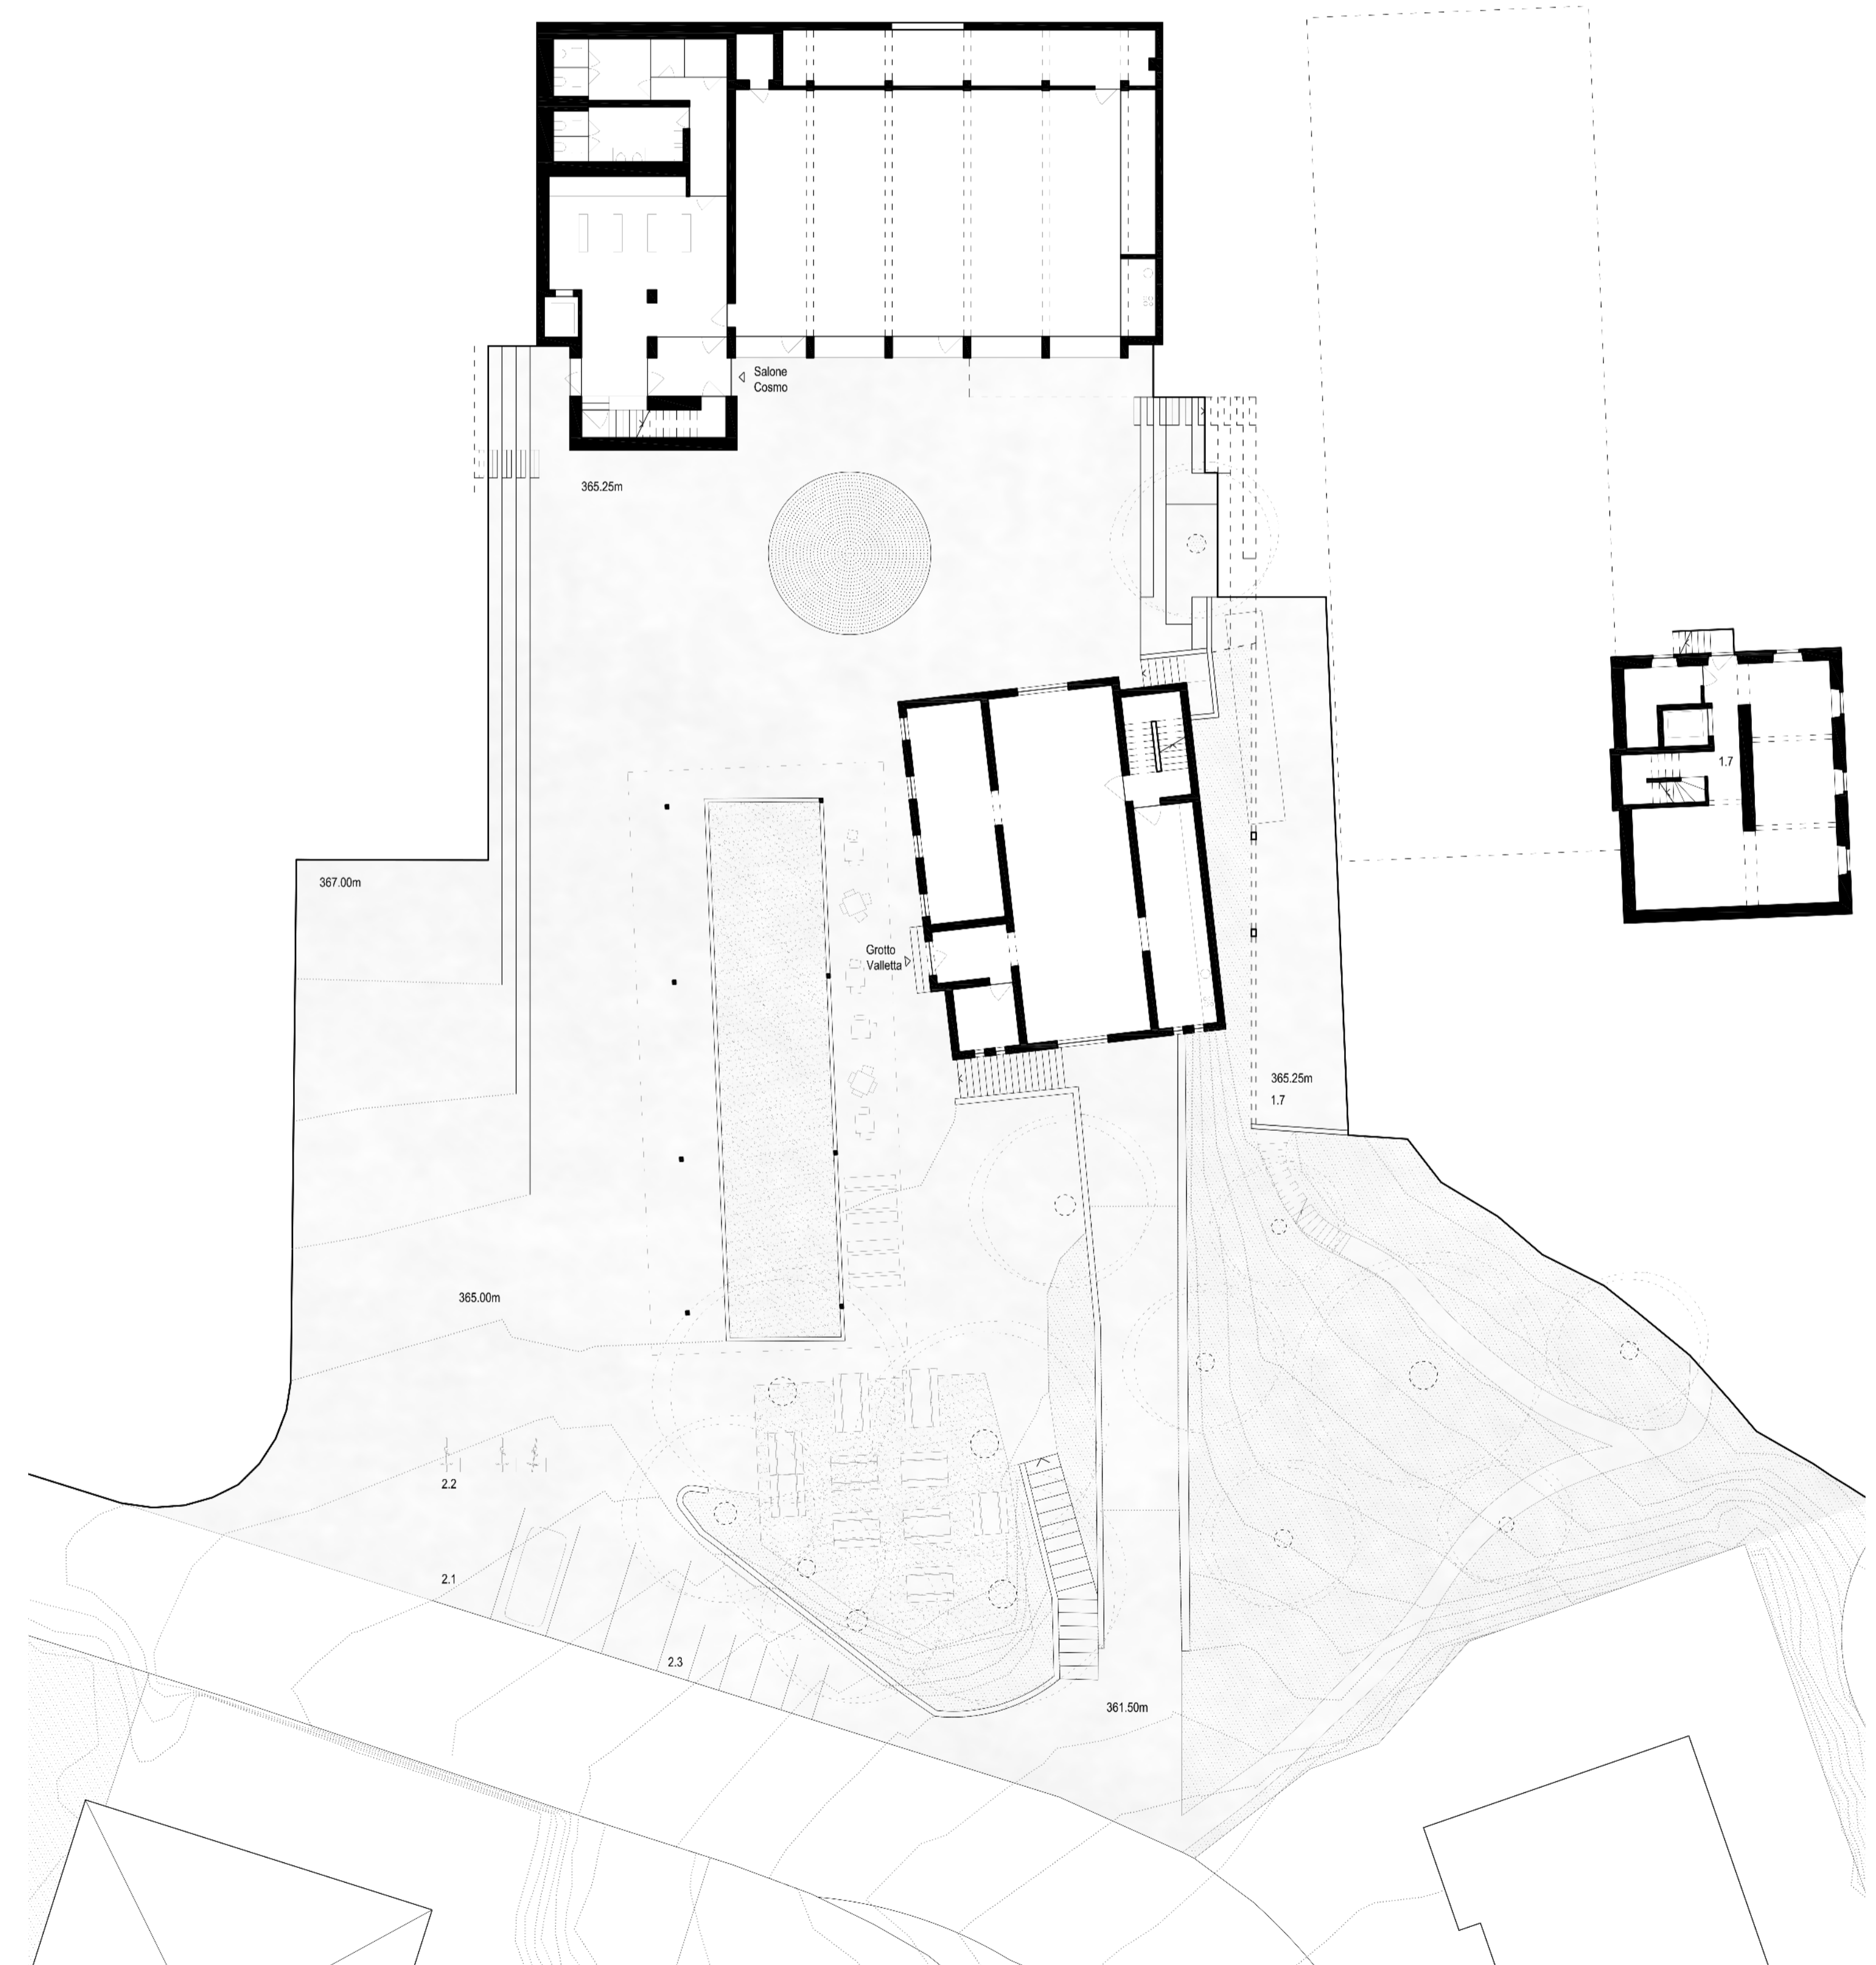 Salone
Cosmo
365.25m
1.7
367.00m
Grotto
Valletta
365.25m
1.7
365.00m
2.2
2.1
2.3
361.50m